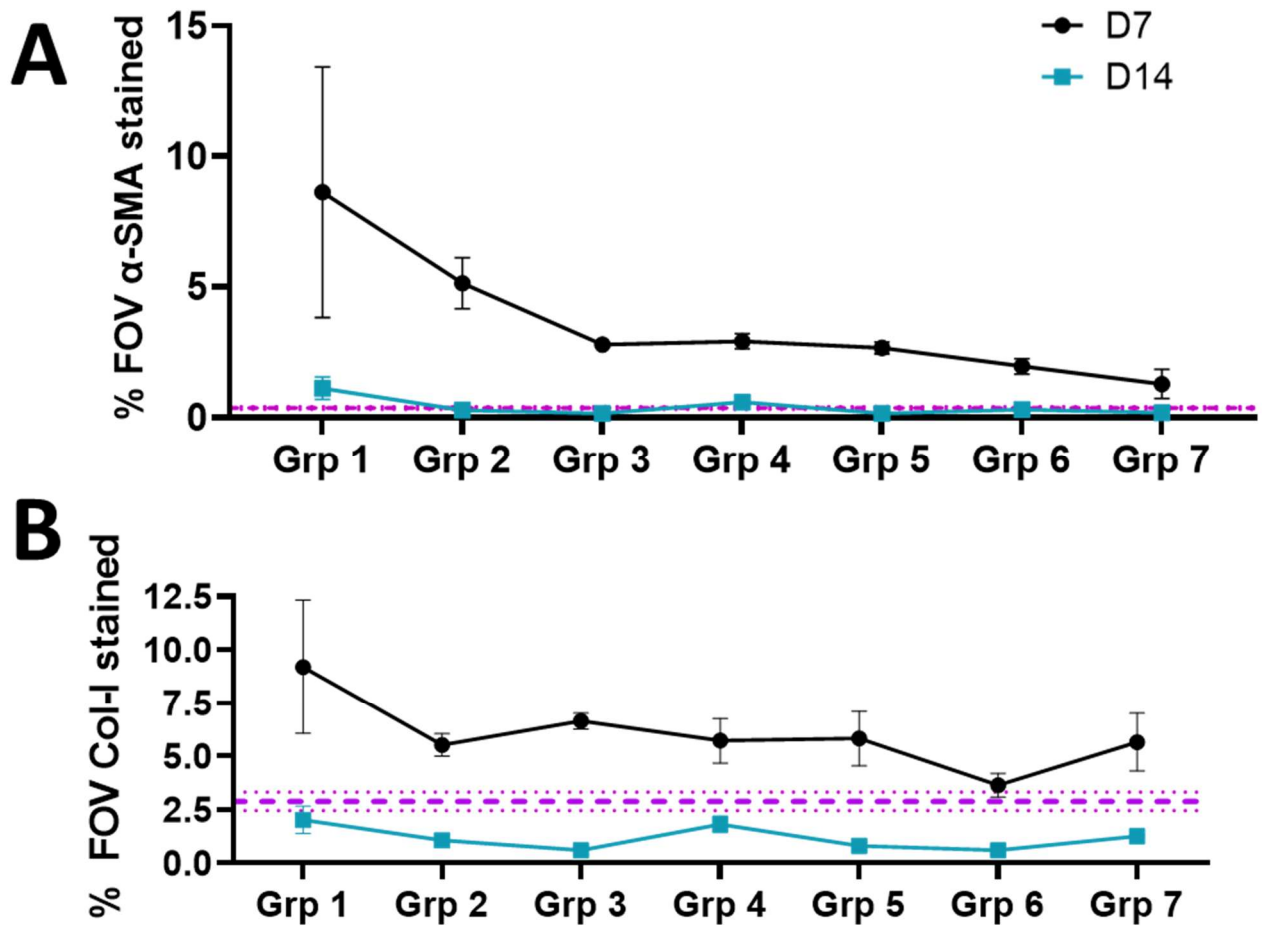 A
% FOV α-SMA stained
15
10
5
0
D7
D14
Grp 1 Grp 2 Grp 3 Grp 4 Grp 5 Grp 6 Grp 7
B
% FOV Col-I stained
12.5
10.0
7.5
5.0
2.5
0.0
Grp 1 Grp 2 Grp 3 Grp 4 Grp 5 Grp 6 Grp 7